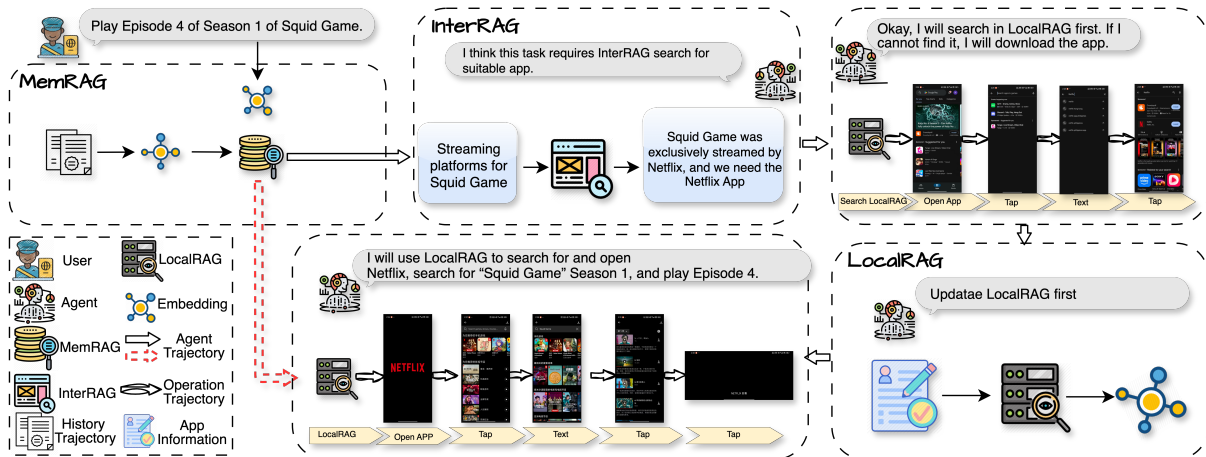 Play Episode 4 of Season 1 of Squid Game.
MemRAG
InterRAG
I think this task requires InterRAG search for
suitable app.
Streaming
platforms for
Squid Game
Squid Game was
exclusively streamed by
Netflix, and we need the
Netflix App
Okay, I will search in LocalRAG first. If I
cannot find it, I will download the app.
Search LocalRAG
Open App
Tap
Text
Tap
User
LocalRAG
Agent
Embedding
MemRAG
Agent
Trajectory
InterRAG
Operation
Trajectory
History
Trajectory
App
Information
I will use LocalRAG to search for and open
Netflix, search for “Squid Game” Season 1, and play Episode 4.
NETFLIX
LocalRAG
Open APP
Tap
Text
Tap
Tap
LocalRAG
Updatae LocalRAG first